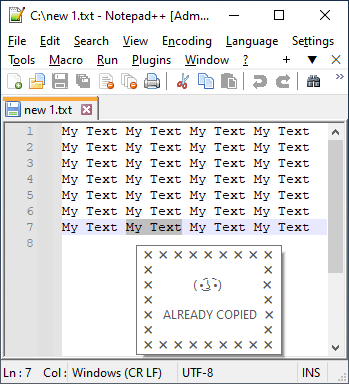 C:\new 1.txt - Notepad++ [Adm...
File Edit Search View Encoding Language Settings
Tools Macro Run Plugins Window ? + ▼ ×
new 1.txt
1 My Text My Text My Text My Text
2 My Text My Text My Text My Text
3 My Text My Text My Text My Text
4 My Text My Text My Text My Text
5 My Text My Text My Text My Text
6 My Text My Text My Text My Text
7 My Text My Text My Text My Text
8
× × × × × × × × × ×
× ×
× ( ͡• ͜ʖ ͡•) ×
× ×
× ALREADY COPIED ×
× ×
× × × × × × × × × ×
Ln : 7 Col : Windows (CR LF) UTF-8 INS